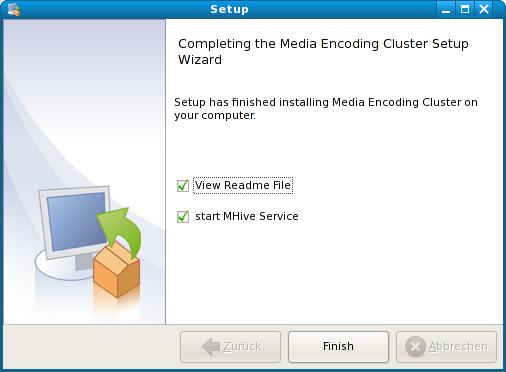 Setup
Completing the Media Encoding Cluster Setup
Wizard
Setup has finished installing Media Encoding Cluster on
your computer.
View Readme File
start MHive Service
Zurück
Finish
Abbrechen